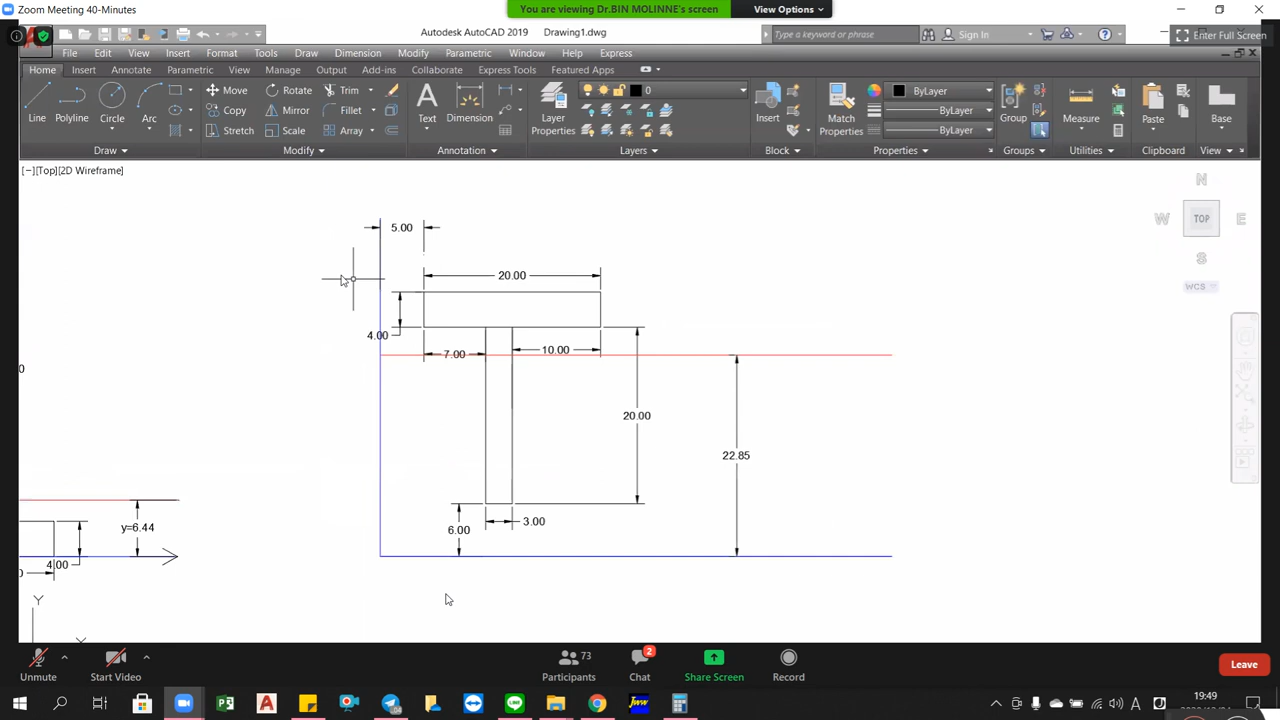 Zoom Meeting 40-Minutes
You are viewing Dr.BIN MOLINNE's screen
View Options
Autodesk AutoCAD 2019 Drawing1.dwg
Type a keyword or phrase
Sign In
Enter Full Screen
File Edit View Insert Format Tools Draw Dimension Modify Parametric Window Help Express
Home Insert Annotate Parametric View Manage Output Add-ins Collaborate Express Tools Featured Apps
Line Polyline Circle Arc
Move Rotate Trim
Copy Mirror Fillet
Stretch Scale Array
Text Dimension
Layer Properties
0
Insert
Match Properties
ByLayer
ByLayer
ByLayer
Group
Measure
Paste
Base
Draw Modify Annotation Layers Block Properties Groups Utilities Clipboard View
[−][Top][2D Wireframe]
N
W TOP E
S
WCS
5.00
20.00
4.00
7.00
10.00
0
20.00
22.85
3.00
6.00
y=6.44
4.00
0
Y
X
Unmute
Start Video
73
Participants
2
Chat
Share Screen
Record
Leave
A
19:49